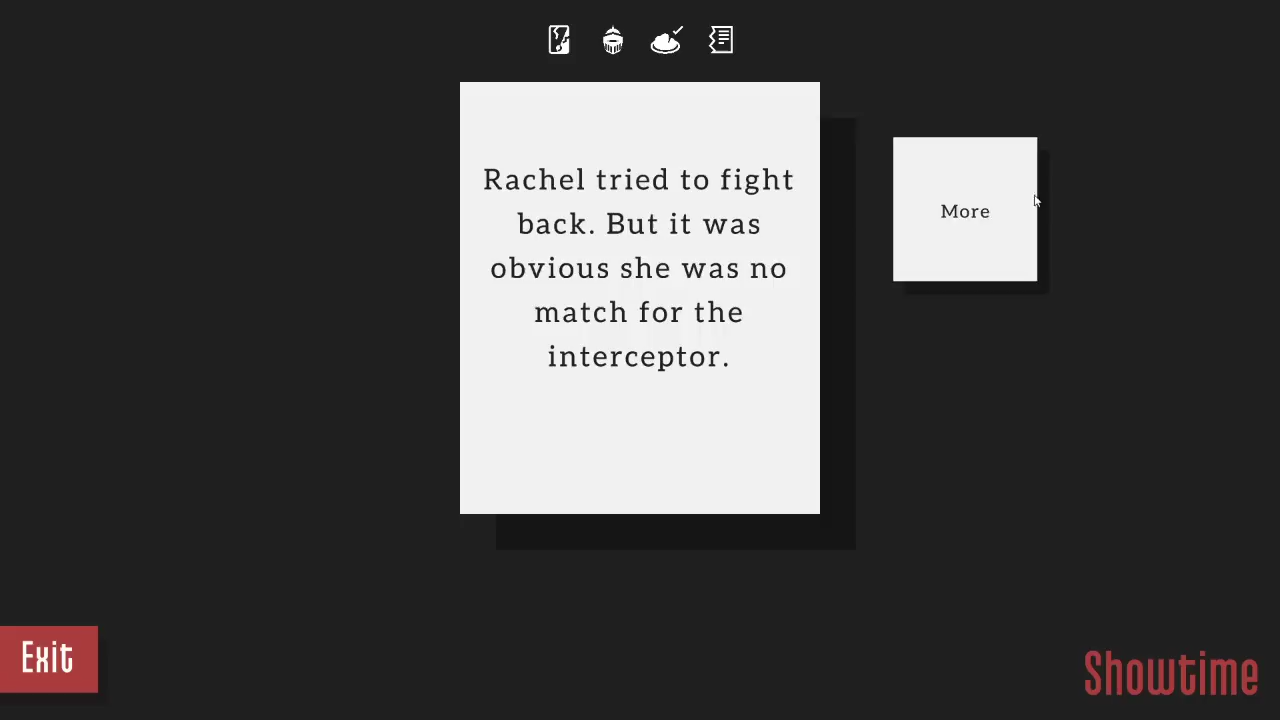 Rachel tried to fight
back. But it was
obvious she was no
match for the
interceptor.
More
Exit
Showtime